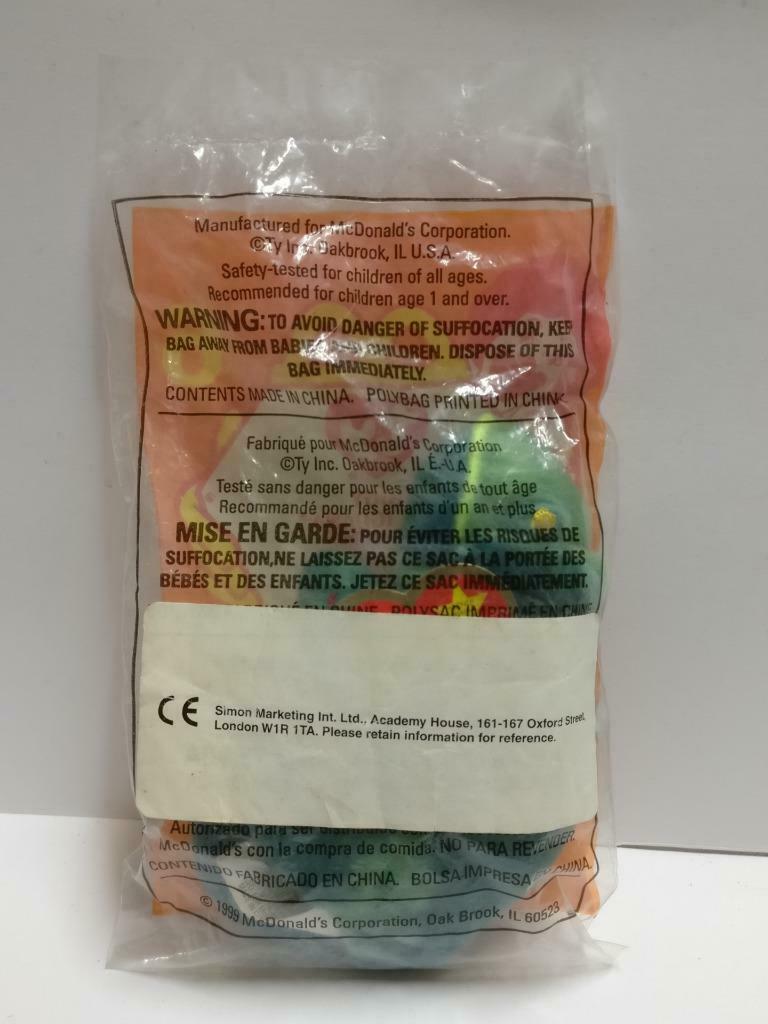 Manufactured for McDonald's Corporation.
©Ty Inc. Oakbrook, IL U.S.A.
Safety-tested for children of all ages.
Recommended for children age 1 and over.
WARNING: TO AVOID DANGER OF SUFFOCATION, KEEP
BAG AWAY FROM BABIES AND CHILDREN. DISPOSE OF THIS
BAG IMMEDIATELY.
CONTENTS MADE IN CHINA. POLYBAG PRINTED IN CHINA.
Fabriqué pour McDonald's Corporation
©Ty Inc. Oakbrook, IL É.-U.A.
Testé sans danger pour les enfants de tout âge
Recommandé pour les enfants d'un an et plus
MISE EN GARDE: POUR ÉVITER LES RISQUES DE
SUFFOCATION,NE LAISSEZ PAS CE SAC À LA PORTÉE DES
BÉBÉS ET DES ENFANTS. JETEZ CE SAC IMMÉDIATEMENT.
FABRIQUÉ EN CHINE. POLYSAC IMPRIMÉ EN CHINE
CE Simon Marketing Int. Ltd., Academy House, 161-167 Oxford Street,
London W1R 1TA. Please retain information for reference.
Autorizado para ser distribuido
McDonald's con la compra de comida. NO PARA REVENDER.
CONTENIDO FABRICADO EN CHINA. BOLSA IMPRESA EN CHINA.
© 1999 McDonald's Corporation, Oak Brook, IL 60523